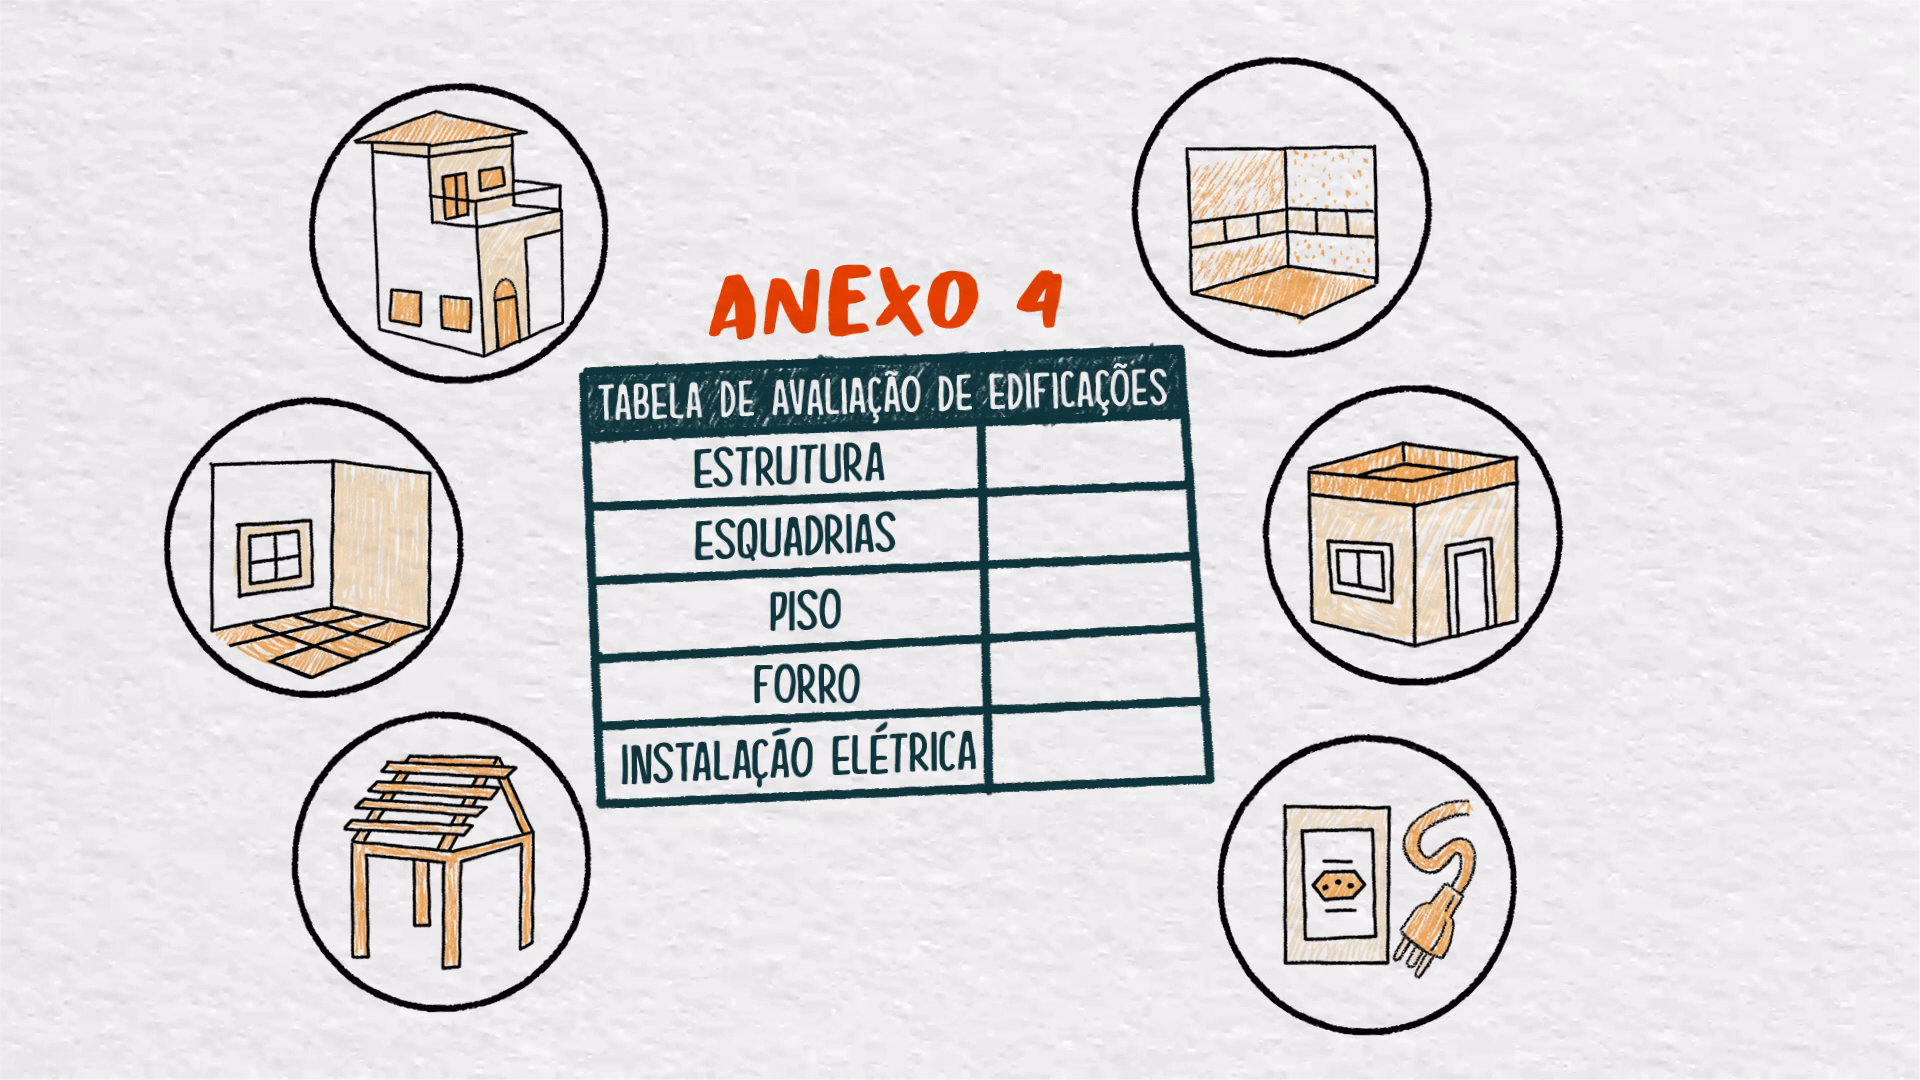 ANEXO 4
TABELA DE AVALIAÇÃO DE EDIFICAÇÕES
ESTRUTURA
ESQUADRIAS
PISO
FORRO
INSTALAÇÃO ELÉTRICA